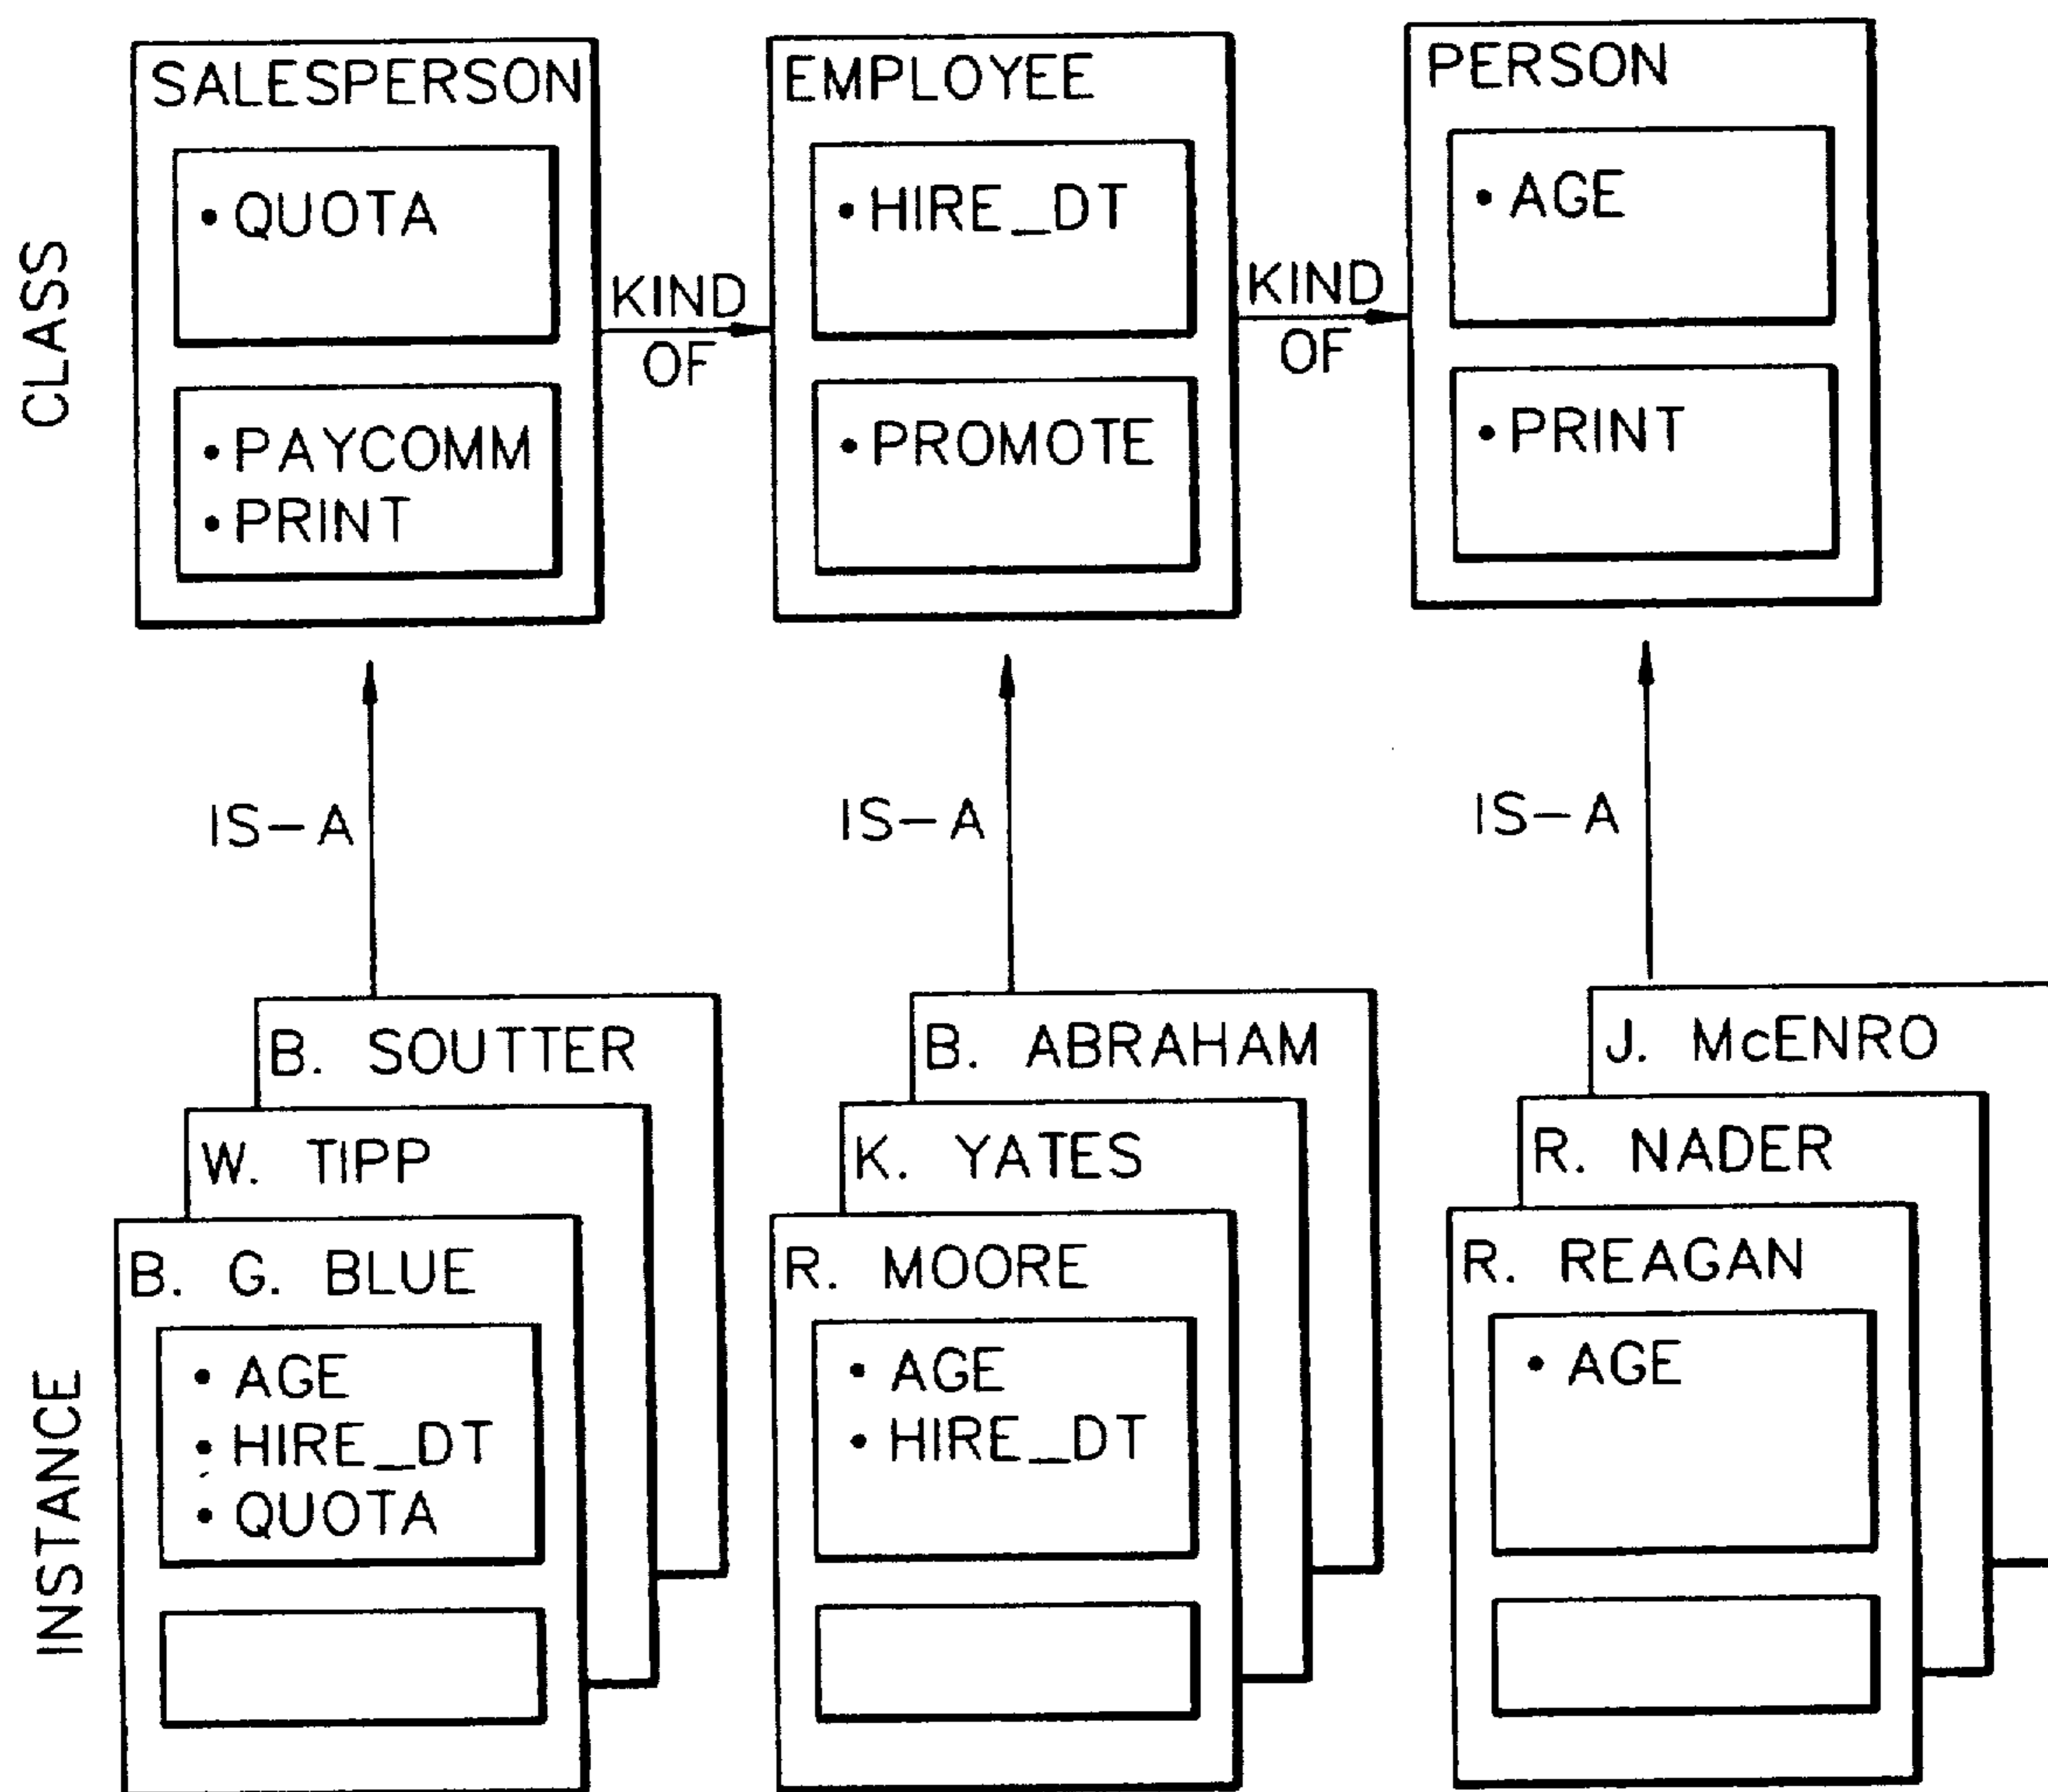 CLASS
SALESPERSON
• QUOTA
• PAYCOMM
• PRINT
KIND
OF
EMPLOYEE
• HIRE_DT
• PROMOTE
KIND
OF
PERSON
• AGE
• PRINT
IS-A
IS-A
IS-A
INSTANCE
B. SOUTTER
W. TIPP
B. G. BLUE
• AGE
• HIRE_DT
• QUOTA
B. ABRAHAM
K. YATES
R. MOORE
• AGE
• HIRE_DT
J. McENRO
R. NADER
R. REAGAN
• AGE